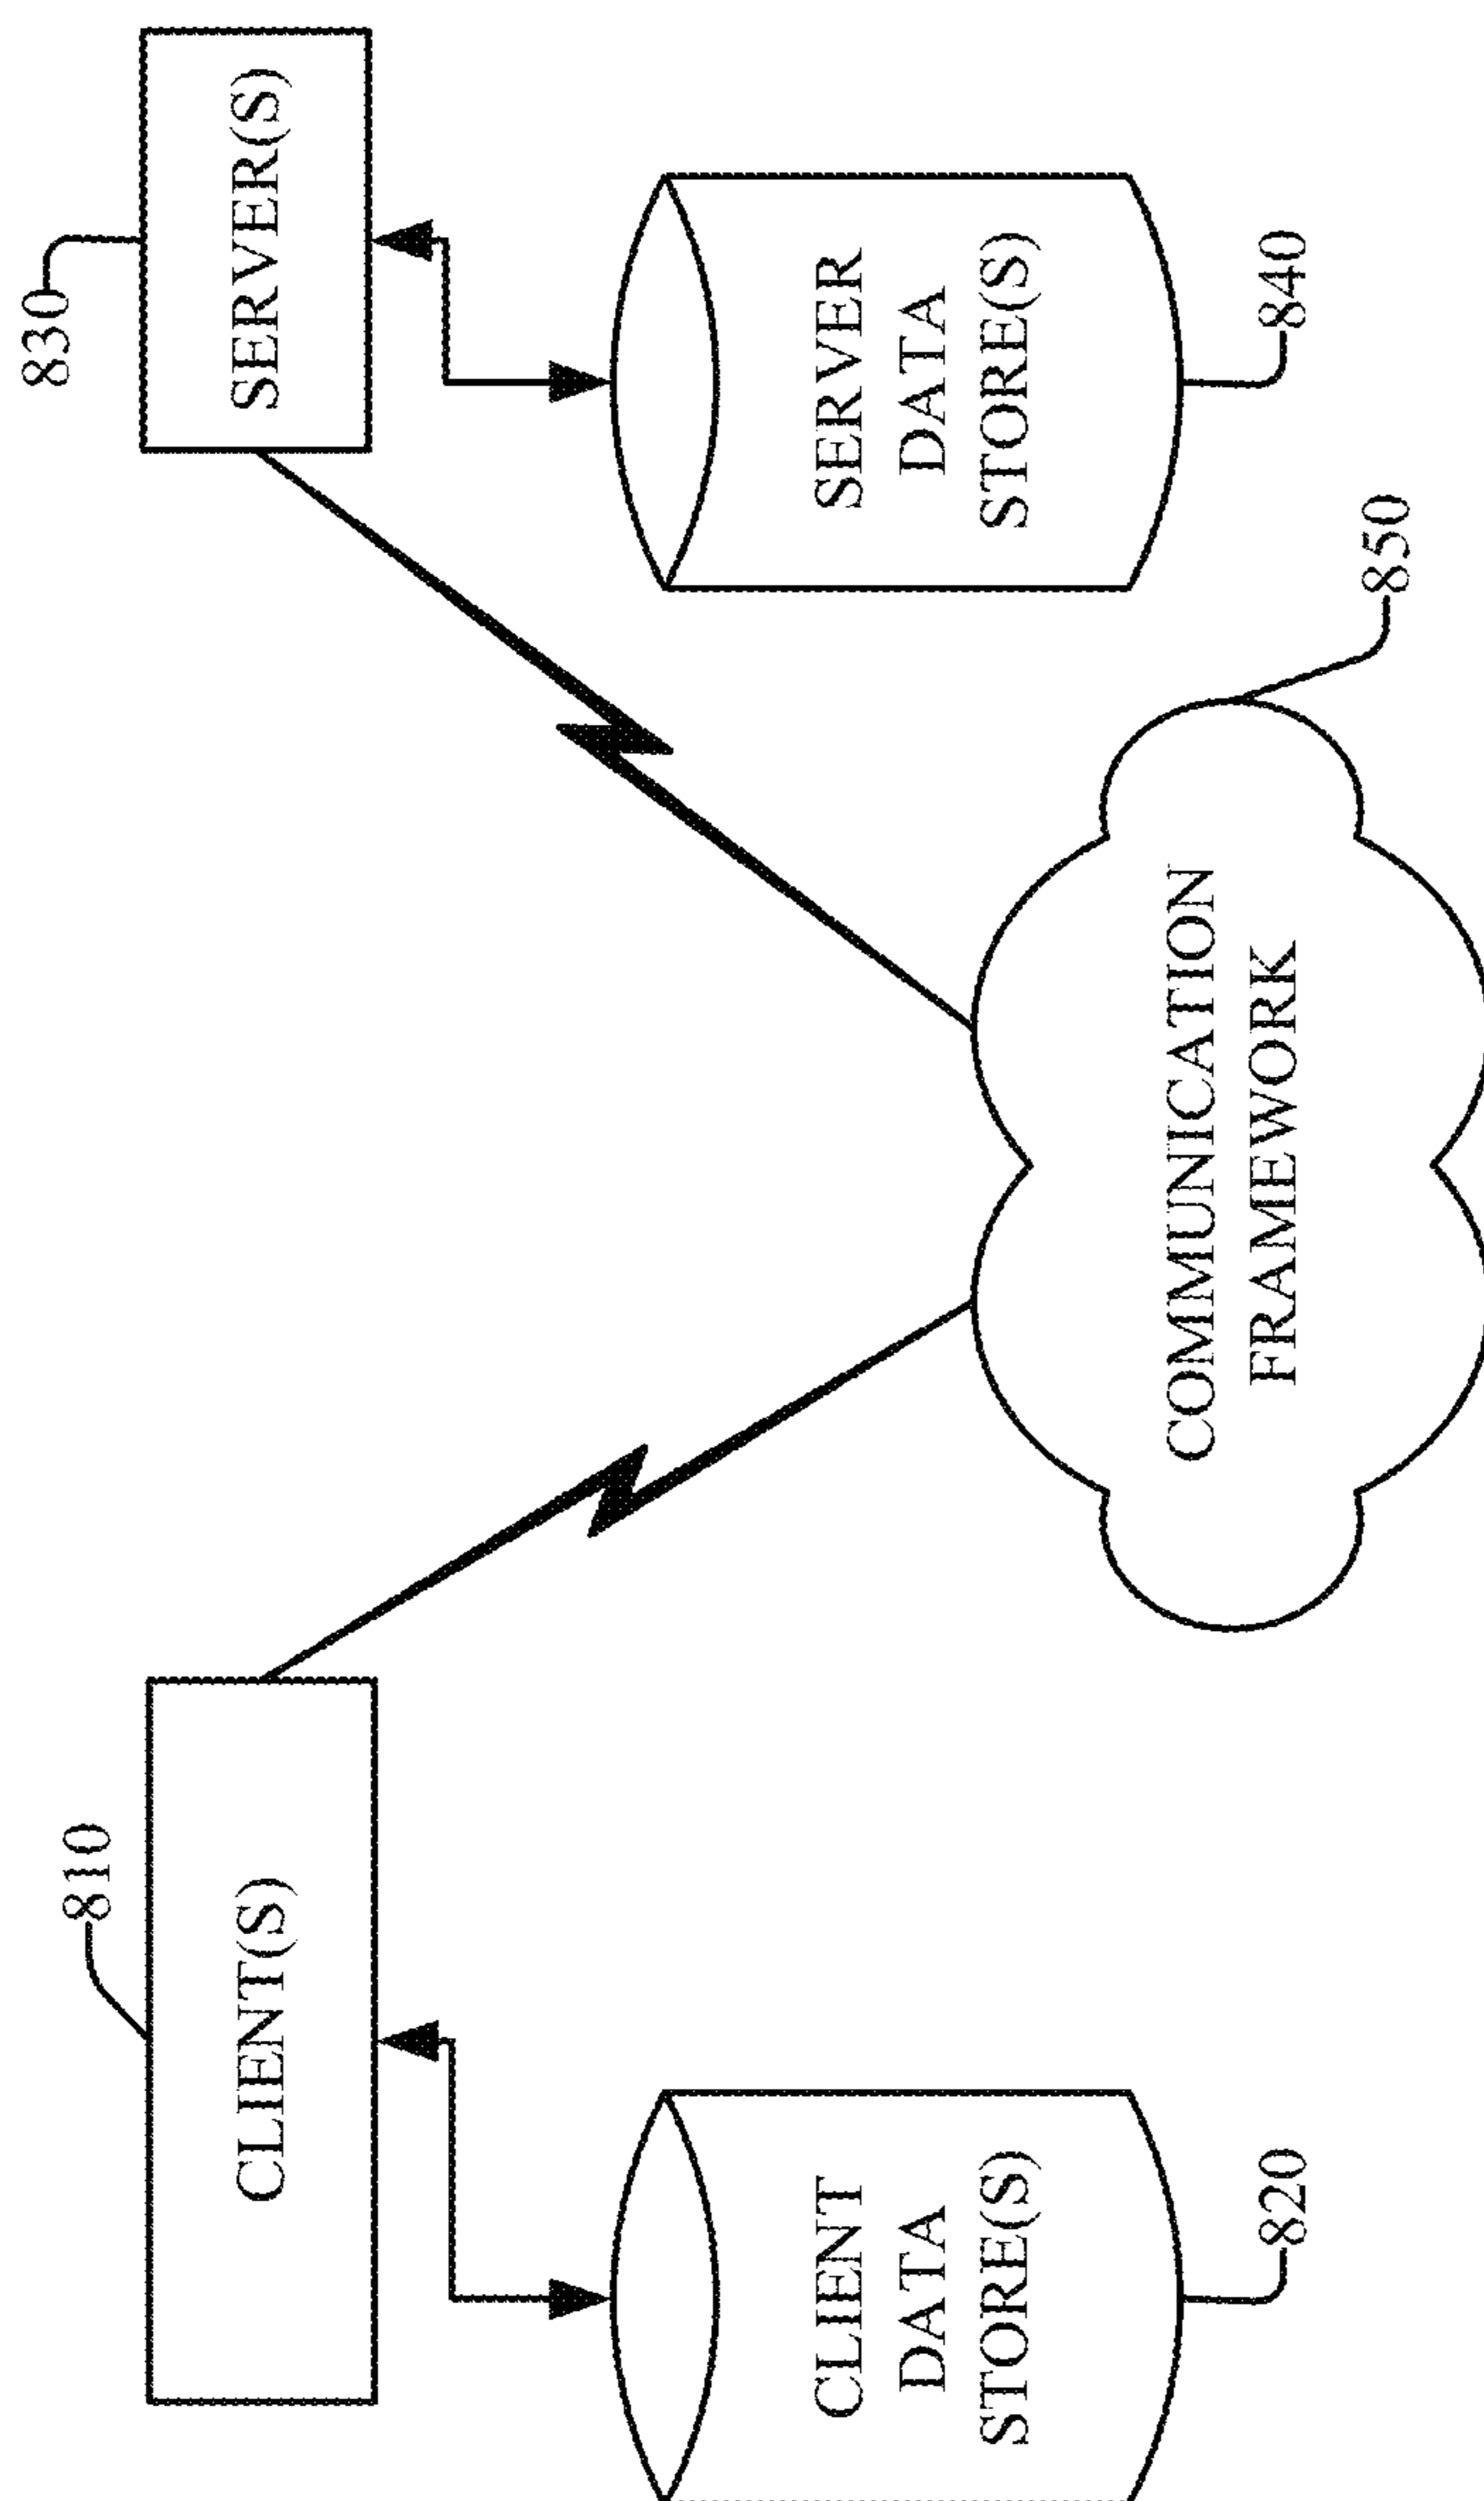 810
CLIENT(S)
830
SERVER(S)
CLIENT
DATA
STORE(S)
820
SERVER
DATA
STORE(S)
840
COMMUNICATION
FRAMEWORK
850